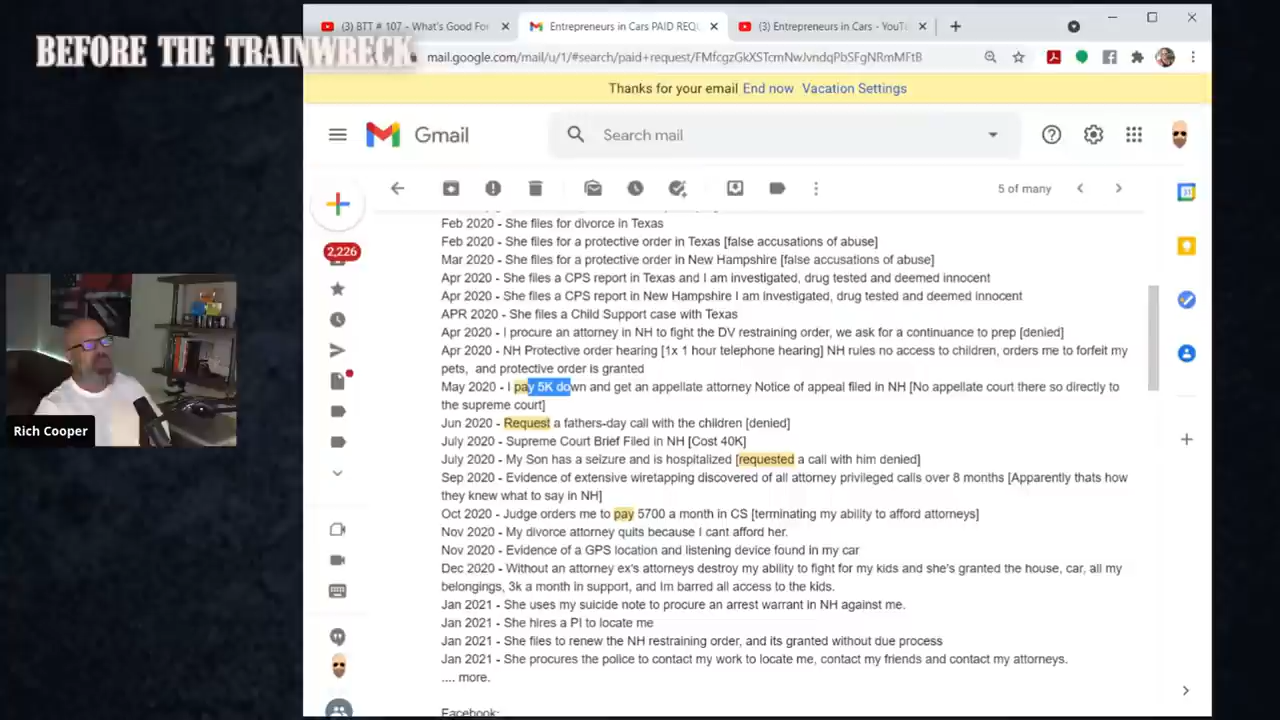 BEFORE THE TRAINWRECK
(3) BTT # 107 - What's Good Fo
Entrepreneurs in Cars PAID REQU
(3) Entrepreneurs in Cars - YouTu
mail.google.com/mail/u/1/#search/paid+request/FMfcgzGkXSTcmNwJvndqPbSFgNRmMFtB
Thanks for your email End now Vacation Settings
Gmail
Search mail
5 of many
2,226
Feb 2020 - She files for divorce in Texas
Feb 2020 - She files for a protective order in Texas [false accusations of abuse]
Mar 2020 - She files for a protective order in New Hampshire [false accusations of abuse]
Apr 2020 - She files a CPS report in Texas and I am investigated, drug tested and deemed innocent
Apr 2020 - She files a CPS report in New Hampshire I am investigated, drug tested and deemed innocent
APR 2020 - She files a Child Support case with Texas
Apr 2020 - I procure an attorney in NH to fight the DV restraining order, we ask for a continuance to prep [denied]
Apr 2020 - NH Protective order hearing [1x 1 hour telephone hearing] NH rules no access to children, orders me to forfeit my
pets, and protective order is granted
May 2020 - I pay 5K down and get an appellate attorney Notice of appeal filed in NH [No appellate court there so directly to
the supreme court]
Jun 2020 - Request a fathers-day call with the children [denied]
July 2020 - Supreme Court Brief Filed in NH [Cost 40K]
July 2020 - My Son has a seizure and is hospitalized [requested a call with him denied]
Sep 2020 - Evidence of extensive wiretapping discovered of all attorney privileged calls over 8 months [Apparently thats how
they knew what to say in NH]
Oct 2020 - Judge orders me to pay 5700 a month in CS [terminating my ability to afford attorneys]
Nov 2020 - My divorce attorney quits because I cant afford her.
Nov 2020 - Evidence of a GPS location and listening device found in my car
Dec 2020 - Without an attorney ex's attorneys destroy my ability to fight for my kids and she's granted the house, car, all my
belongings, 3k a month in support, and Im barred all access to the kids.
Jan 2021 - She uses my suicide note to procure an arrest warrant in NH against me.
Jan 2021 - She hires a PI to locate me
Jan 2021 - She files to renew the NH restraining order, and its granted without due process
Jan 2021 - She procures the police to contact my work to locate me, contact my friends and contact my attorneys.
.... more.
Facebook:
Rich Cooper